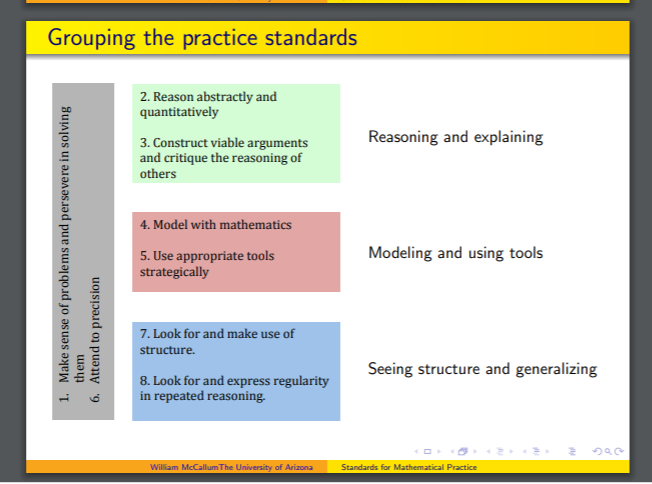 Grouping the practice standards
1. Make sense of problems and persevere in solving
them
6. Attend to precision
2. Reason abstractly and
quantitatively
3. Construct viable arguments
and critique the reasoning of
others
Reasoning and explaining
4. Model with mathematics
5. Use appropriate tools
strategically
Modeling and using tools
7. Look for and make use of
structure.
8. Look for and express regularity
in repeated reasoning.
Seeing structure and generalizing
William McCallumThe University of Arizona
Standards for Mathematical Practice